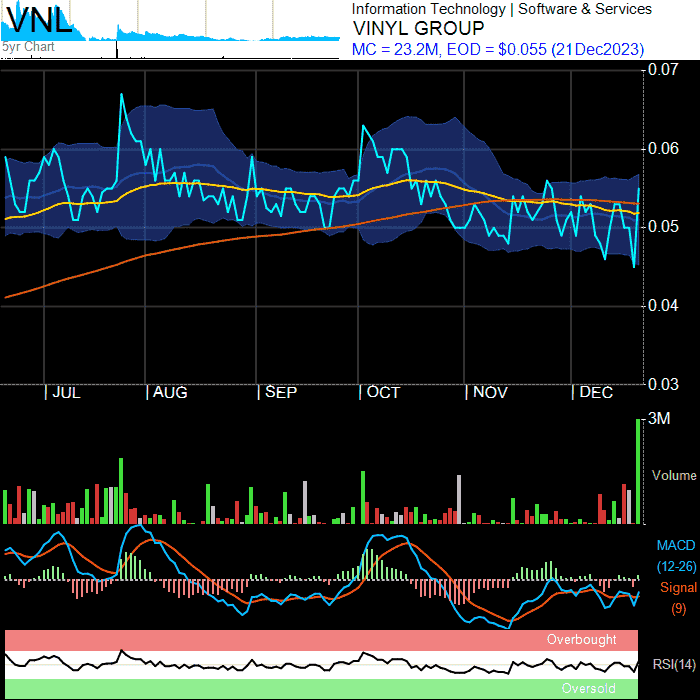 VNL
5yr Chart
Information Technology | Software & Services
VINYL GROUP
MC = 23.2M, EOD = $0.055 (21Dec2023)
0.07
0.06
0.05
0.04
0.03
| JUL | AUG | SEP | OCT | NOV | DEC
3M
Volume
MACD
(12-26)
Signal
(9)
Overbought
RSI(14)
Oversold